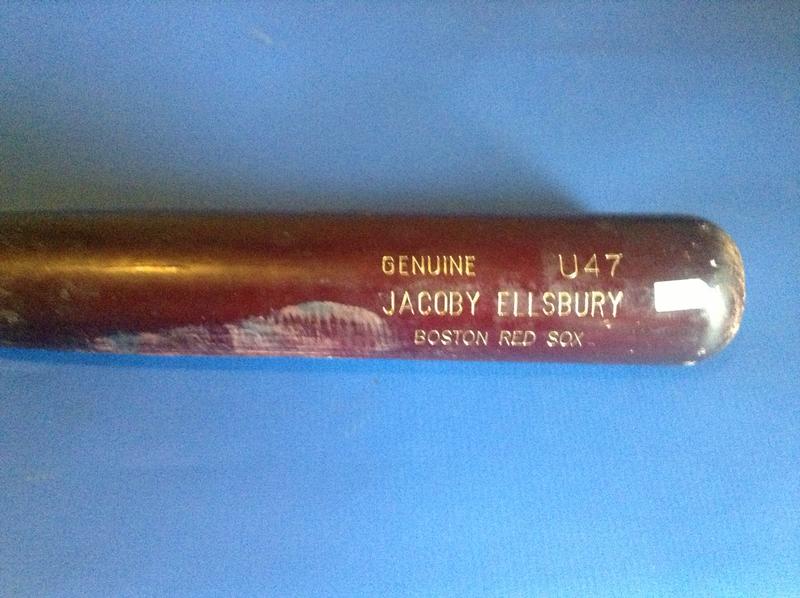 GENUINE U47
JACOBY ELLSBURY
BOSTON RED SOX